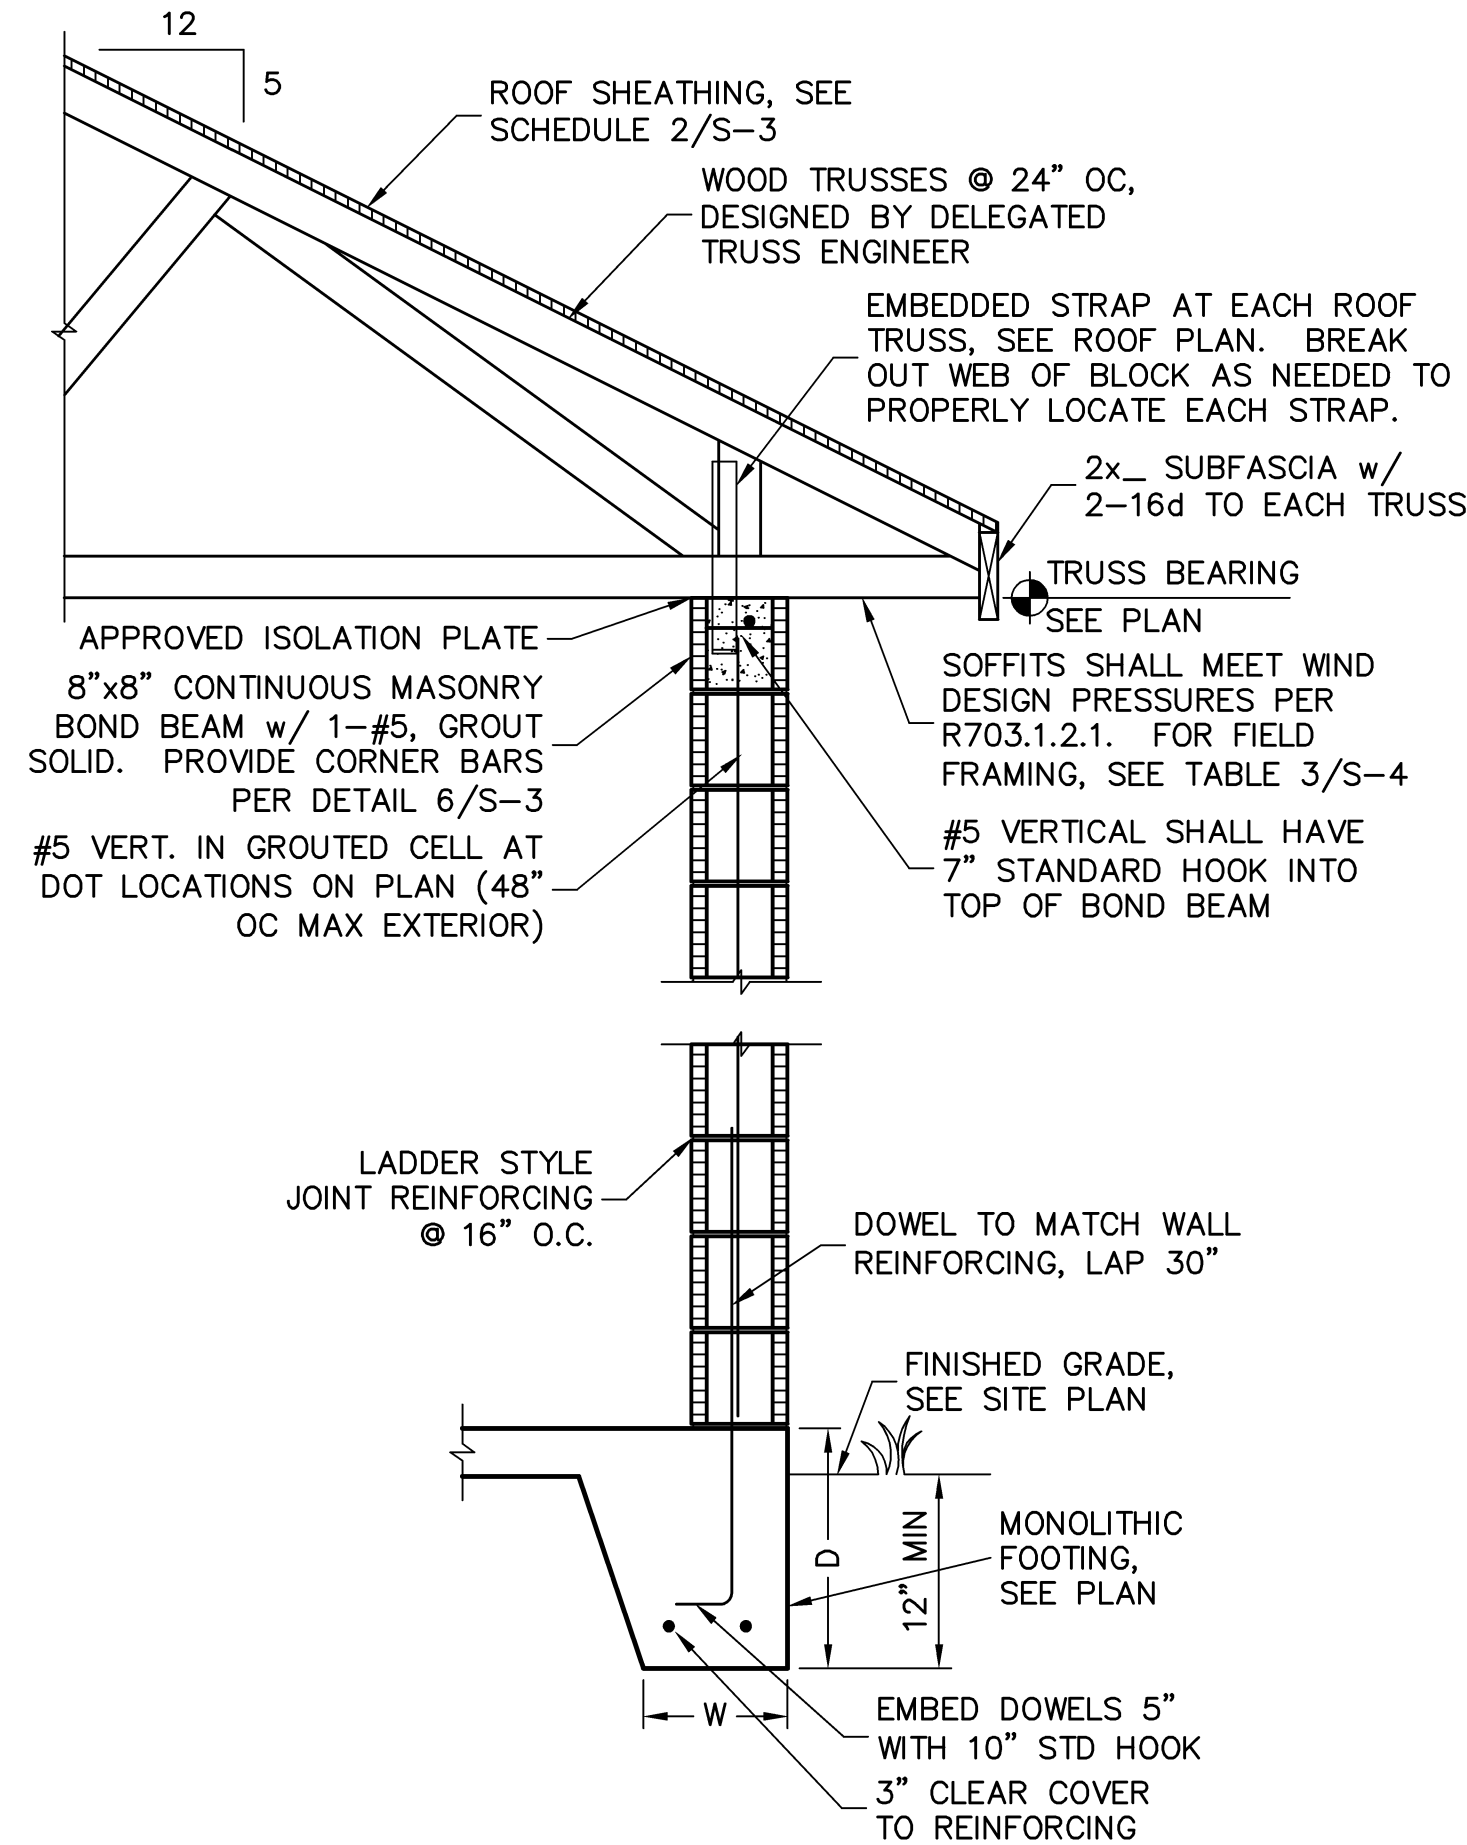 12
5
ROOF SHEATHING, SEE
SCHEDULE 2/S-3
WOOD TRUSSES @ 24" OC,
DESIGNED BY DELEGATED
TRUSS ENGINEER
EMBEDDED STRAP AT EACH ROOF
TRUSS, SEE ROOF PLAN. BREAK
OUT WEB OF BLOCK AS NEEDED TO
PROPERLY LOCATE EACH STRAP.
2x_ SUBFASCIA w/
2-16d TO EACH TRUSS
TRUSS BEARING
SEE PLAN
APPROVED ISOLATION PLATE
8"x8" CONTINUOUS MASONRY
BOND BEAM w/ 1-#5, GROUT
SOLID. PROVIDE CORNER BARS
PER DETAIL 6/S-3
#5 VERT. IN GROUTED CELL AT
DOT LOCATIONS ON PLAN (48"
OC MAX EXTERIOR)
SOFFITS SHALL MEET WIND
DESIGN PRESSURES PER
R703.1.2.1. FOR FIELD
FRAMING, SEE TABLE 3/S-4
#5 VERTICAL SHALL HAVE
7" STANDARD HOOK INTO
TOP OF BOND BEAM
LADDER STYLE
JOINT REINFORCING
@ 16" O.C.
DOWEL TO MATCH WALL
REINFORCING, LAP 30"
FINISHED GRADE,
SEE SITE PLAN
D
12" MIN
MONOLITHIC
FOOTING,
SEE PLAN
W
EMBED DOWELS 5"
WITH 10" STD HOOK
3" CLEAR COVER
TO REINFORCING